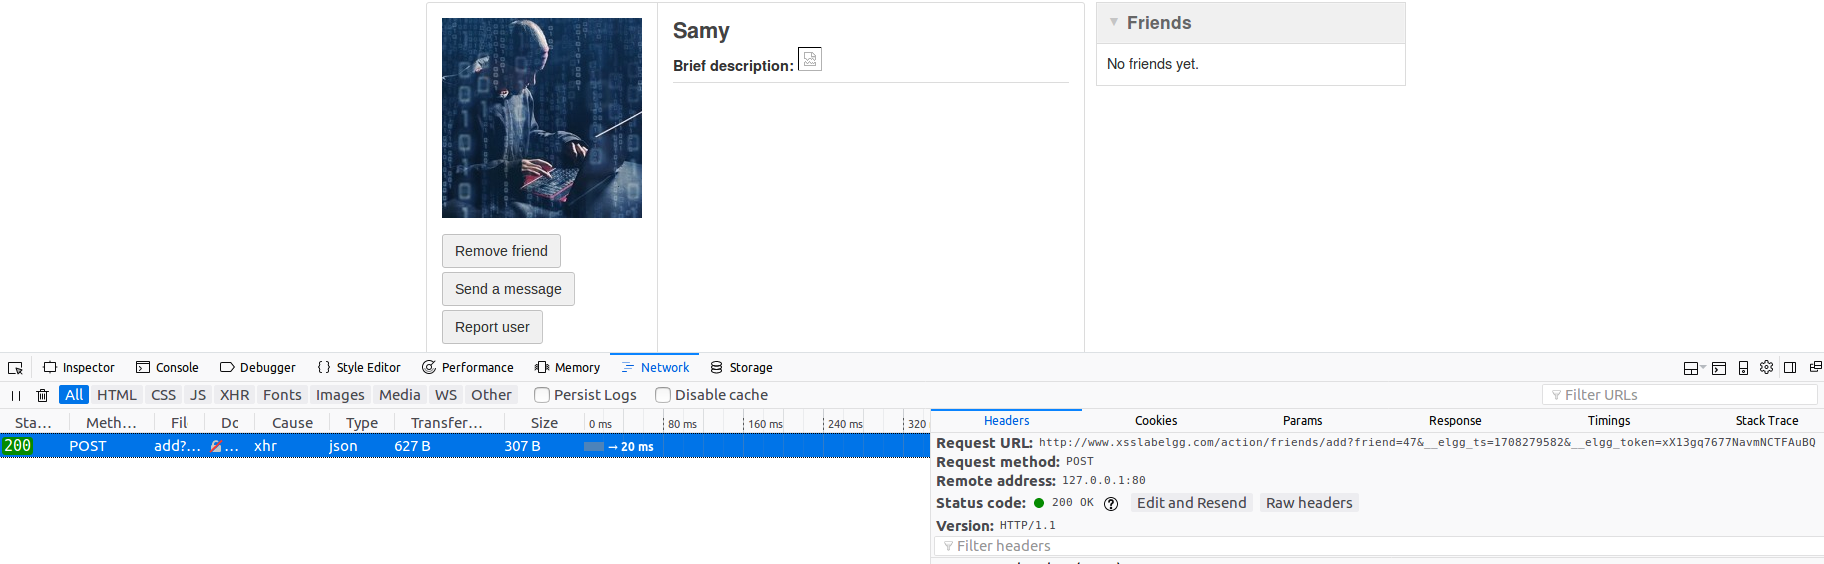 Samy
Brief description:
Friends
No friends yet.
Remove friend
Send a message
Report user
Inspector Console Debugger Style Editor Performance Memory Network Storage
All HTML CSS JS XHR Fonts Images Media WS Other Persist Logs Disable cache Filter URLs
Sta... Meth... Fil Dc Cause Type Transfer... Size 0 ms 80 ms 160 ms 240 ms 320
200 POST add?... ... xhr json 627 B 307 B → 20 ms
Headers Cookies Params Response Timings Stack Trace
Request URL: http://www.xsslabelgg.com/action/friends/add?friend=47&__elgg_ts=1708279582&__elgg_token=xX13gq7677NavmNCTFAuBQ
Request method: POST
Remote address: 127.0.0.1:80
Status code: 200 OK Edit and Resend Raw headers
Version: HTTP/1.1
Filter headers